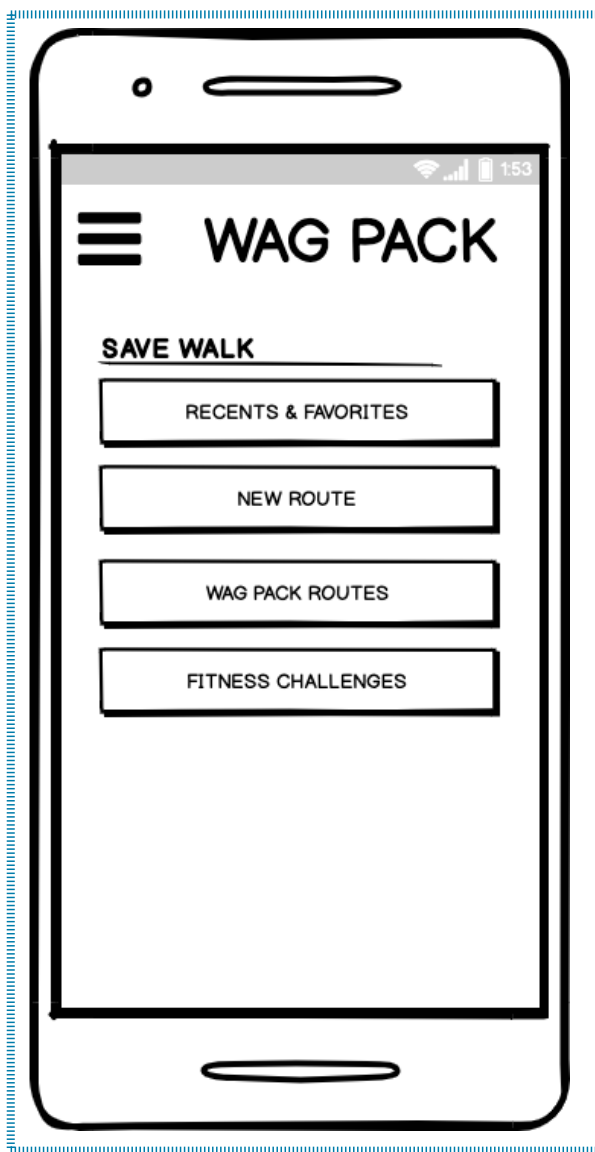 1:53
WAG PACK
SAVE WALK
RECENTS & FAVORITES
NEW ROUTE
WAG PACK ROUTES
FITNESS CHALLENGES